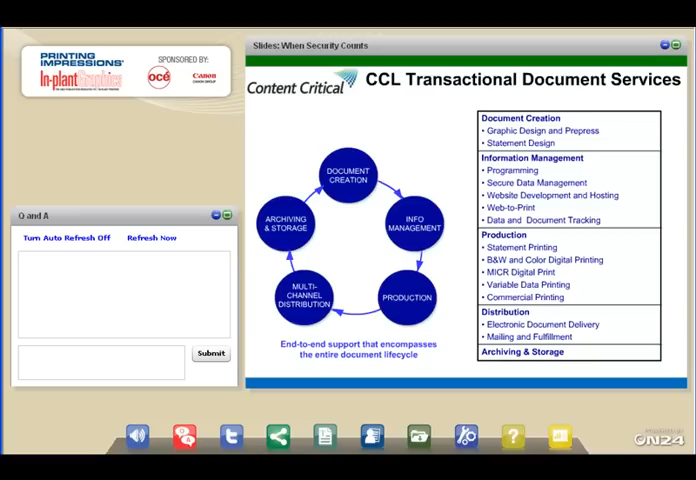 PRINTING
IMPRESSIONS®
In-plantGraphics
SPONSORED BY:
océ
Canon
CANON GROUP
Slides: When Security Counts
Content Critical
CCL Transactional Document Services
DOCUMENT
CREATION
INFO
MANAGEMENT
PRODUCTION
MULTI-
CHANNEL
DISTRIBUTION
ARCHIVING
& STORAGE
End-to-end support that encompasses
the entire document lifecycle
Document Creation
• Graphic Design and Prepress
• Statement Design
Information Management
• Programming
• Secure Data Management
• Website Development and Hosting
• Web-to-Print
• Data and Document Tracking
Production
• Statement Printing
• B&W and Color Digital Printing
• MICR Digital Print
• Variable Data Printing
• Commercial Printing
Distribution
• Electronic Document Delivery
• Mailing and Fulfillment
Archiving & Storage
Q and A
Turn Auto Refresh Off
Refresh Now
Submit
Q
A
?
POWERED BY
ON24